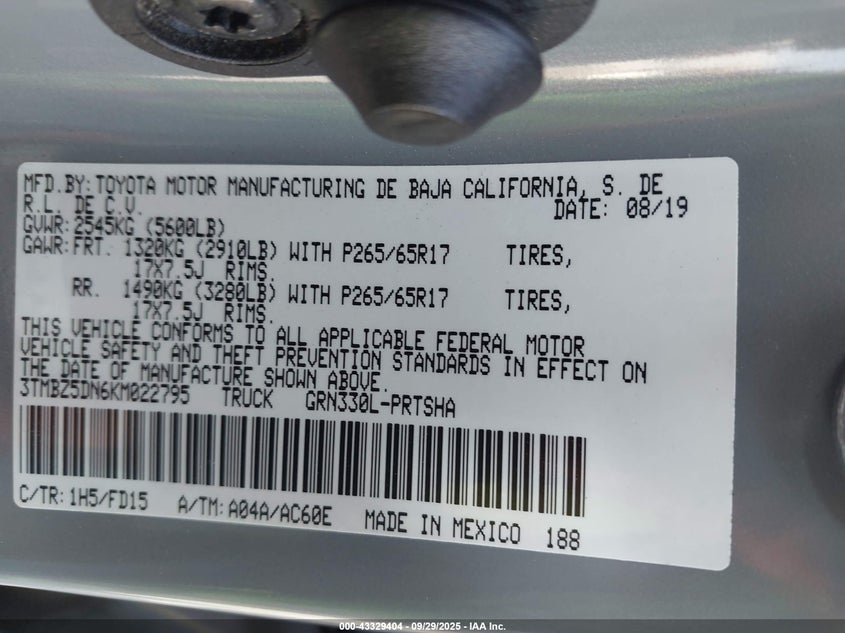 MFD.BY:TOYOTA MOTOR MANUFACTURING DE BAJA CALIFORNIA, S. DE
R.L. DE C.V. DATE: 08/19
GVWR:2545KG (5600LB)
GAWR:FRT. 1320KG (2910LB) WITH P265/65R17 TIRES,
17X7.5J RIMS.
RR. 1490KG (3280LB) WITH P265/65R17 TIRES,
17X7.5J RIMS.
THIS VEHICLE CONFORMS TO ALL APPLICABLE FEDERAL MOTOR
VEHICLE SAFETY AND THEFT PREVENTION STANDARDS IN EFFECT ON
THE DATE OF MANUFACTURE SHOWN ABOVE.
3TMBZ5DN6KM022795 TRUCK GRN330L-PRTSHA
C/TR:1H5/FD15 A/TM:A04A/AC60E MADE IN MEXICO 188
000-43329404 - 09/29/2025 - IAA Inc.